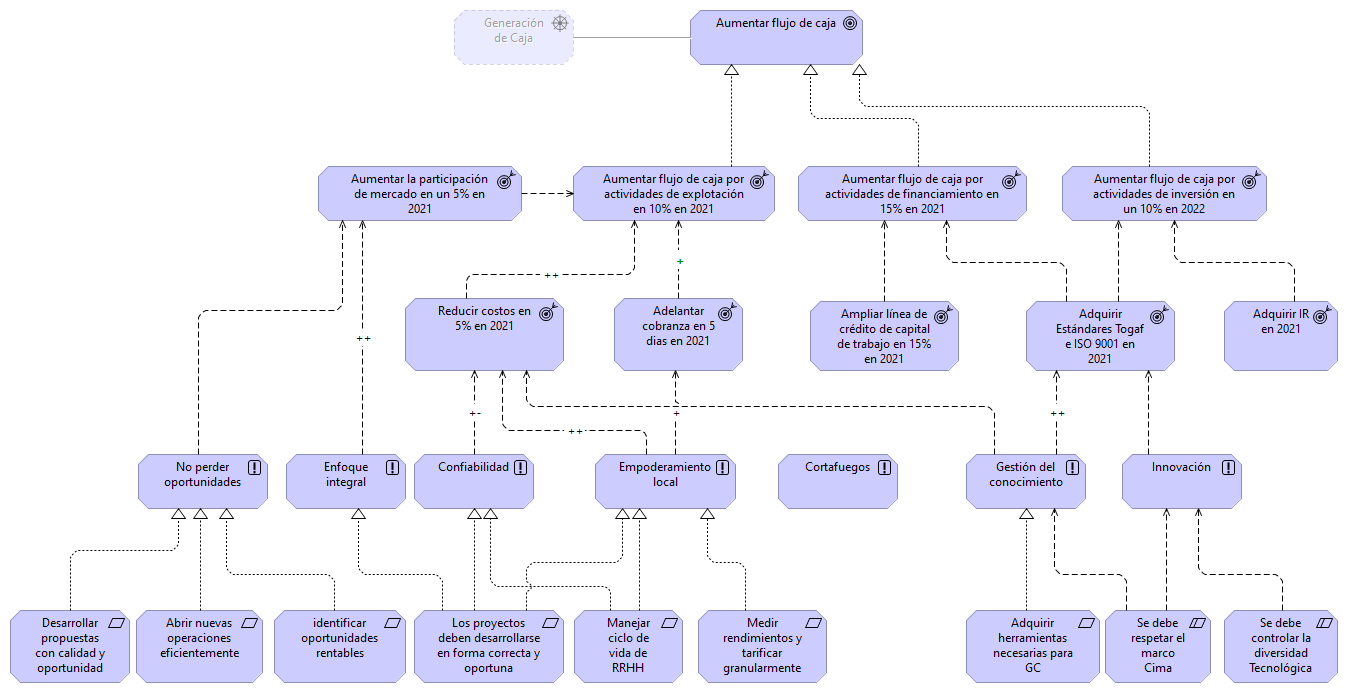 Generación
de Caja
Aumentar flujo de caja
Aumentar la participación
de mercado en un 5% en
2021
Aumentar flujo de caja por
actividades de explotación
en 10% en 2021
Aumentar flujo de caja por
actividades de financiamiento en
15% en 2021
Aumentar flujo de caja por
actividades de inversión en
un 10% en 2022
++
+
Reducir costos en
5% en 2021
Adelantar
cobranza en 5
dias en 2021
Ampliar línea de
crédito de capital
de trabajo en 15%
en 2021
Adquirir
Estándares Togaf
e ISO 9001 en
2021
Adquirir IR
en 2021
++
+-
++
+
++
No perder
oportunidades
Enfoque
integral
Confiabilidad
Empoderamiento
local
Cortafuegos
Gestión del
conocimiento
Innovación
Desarrollar
propuestas
con calidad y
oportunidad
Abrir nuevas
operaciones
eficientemente
identificar
oportunidades
rentables
Los proyectos
deben desarrollarse
en forma correcta y
oportuna
Manejar
ciclo de
vida de
RRHH
Medir
rendimientos y
tarificar
granularmente
Adquirir
herramientas
necesarias para
GC
Se debe
respetar el
marco
Cima
Se debe
controlar la
diversidad
Tecnológica